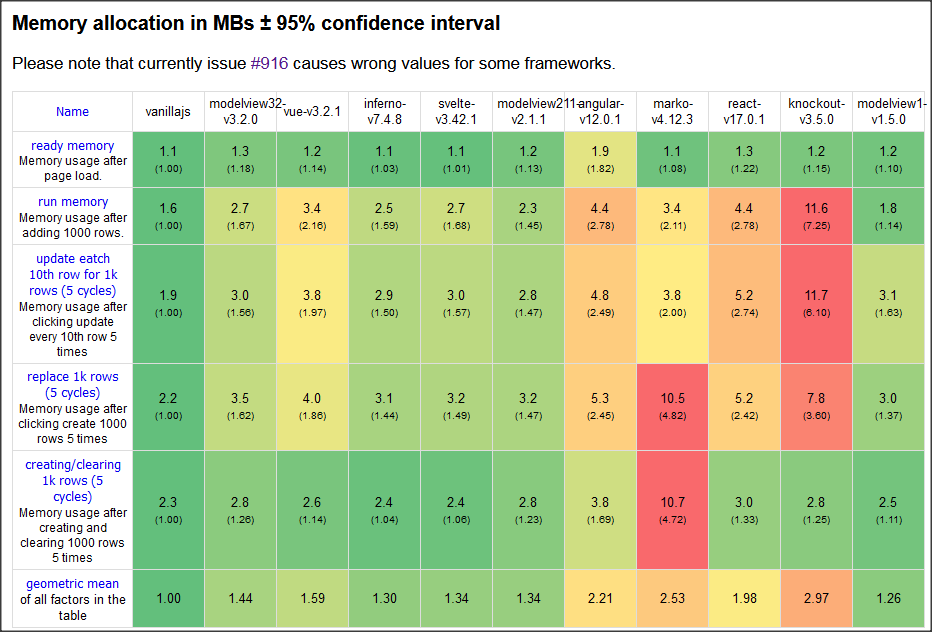 Memory allocation in MBs ± 95% confidence interval
Please note that currently issue #916 causes wrong values for some frameworks.
Name vanillajs modelview32-v3.2.0 vue-v3.2.1 inferno-v7.4.8 svelte-v3.42.1 modelview211-v2.1.1 angular-v12.0.1 marko-v4.12.3 react-v17.0.1 knockout-v3.5.0 modelview1-v1.5.0
ready memory
Memory usage after
page load.
1.1 1.3 1.2 1.1 1.1 1.2 1.9 1.1 1.3 1.2 1.2
(1.00) (1.18) (1.14) (1.03) (1.01) (1.13) (1.82) (1.08) (1.22) (1.15) (1.10)
run memory
Memory usage after
adding 1000 rows.
1.6 2.7 3.4 2.5 2.7 2.3 4.4 3.4 4.4 11.6 1.8
(1.00) (1.67) (2.16) (1.59) (1.68) (1.45) (2.78) (2.11) (2.78) (7.25) (1.14)
update eatch
10th row for 1k
rows (5 cycles)
Memory usage after
clicking update
every 10th row 5
times
1.9 3.0 3.8 2.9 3.0 2.8 4.8 3.8 5.2 11.7 3.1
(1.00) (1.56) (1.97) (1.50) (1.57) (1.47) (2.49) (2.00) (2.74) (6.10) (1.63)
replace 1k rows
(5 cycles)
Memory usage after
clicking create 1000
rows 5 times
2.2 3.5 4.0 3.1 3.2 3.2 5.3 10.5 5.2 7.8 3.0
(1.00) (1.62) (1.86) (1.44) (1.49) (1.47) (2.45) (4.82) (2.42) (3.60) (1.37)
creating/clearing
1k rows (5
cycles)
Memory usage after
creating and
clearing 1000 rows
5 times
2.3 2.8 2.6 2.4 2.4 2.8 3.8 10.7 3.0 2.8 2.5
(1.00) (1.26) (1.14) (1.04) (1.06) (1.23) (1.69) (4.72) (1.33) (1.25) (1.11)
geometric mean
of all factors in the
table
1.00 1.44 1.59 1.30 1.34 1.34 2.21 2.53 1.98 2.97 1.26